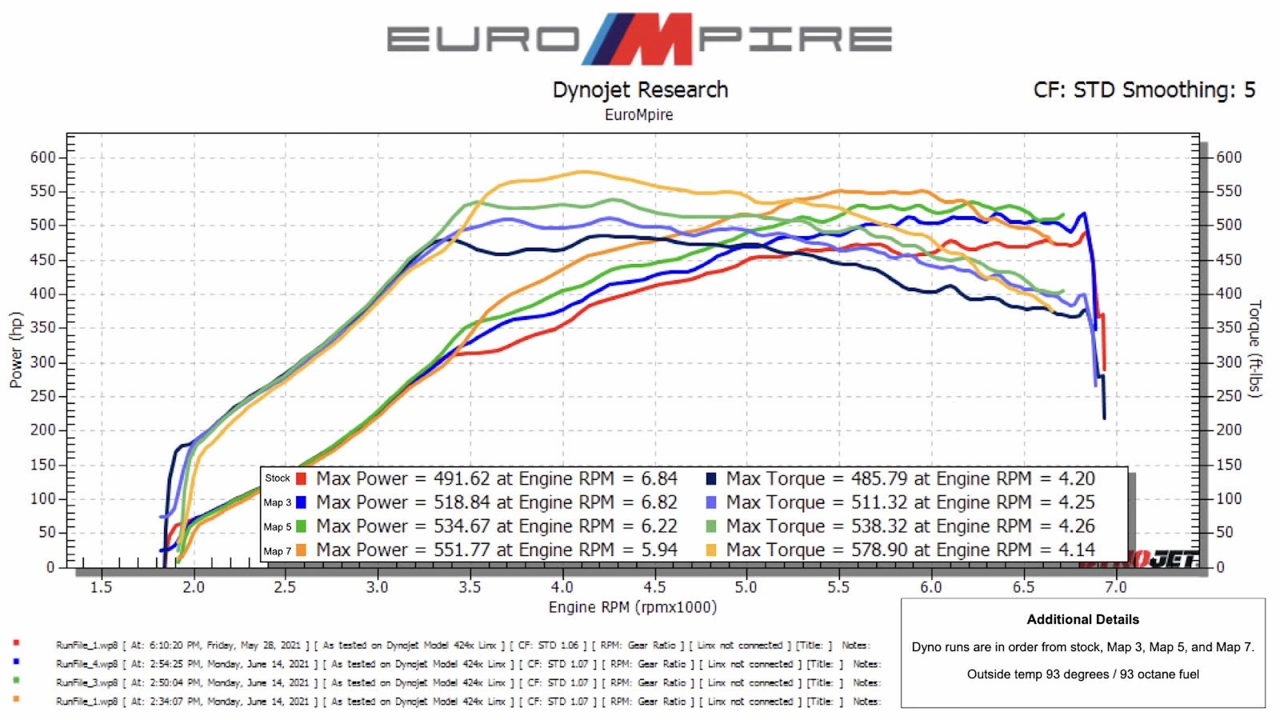 EUROMPIRE
Dynojet Research
CF: STD Smoothing: 5
EuroMpire
Power (hp)
600
550
500
450
400
350
300
250
200
150
100
50
0
600
550
500
450
400
350
300
250
200
150
100
50
0
Torque (ft-lbs)
Stock Max Power = 491.62 at Engine RPM = 6.84 Max Torque = 485.79 at Engine RPM = 4.20
Map 3 Max Power = 518.84 at Engine RPM = 6.82 Max Torque = 511.32 at Engine RPM = 4.25
Map 5 Max Power = 534.67 at Engine RPM = 6.22 Max Torque = 538.32 at Engine RPM = 4.26
Map 7 Max Power = 551.77 at Engine RPM = 5.94 Max Torque = 578.90 at Engine RPM = 4.14
DYNOJET
1.5 2.0 2.5 3.0 3.5 4.0 4.5 5.0 5.5 6.0 6.5 7.0
Engine RPM (rpmx1000)
RunFile_1.wp8 [ At: 6:10:20 PM, Friday, May 28, 2021 ] [ As tested on Dynojet Model 424x Linx ] [ CF: STD 1.06 ] [ RPM: Gear Ratio ] [ Linx not connected ] [Title: ] Notes:
RunFile_4.wp8 [ At: 2:54:25 PM, Monday, June 14, 2021 ] [ As tested on Dynojet Model 424x Linx ] [ CF: STD 1.07 ] [ RPM: Gear Ratio ] [ Linx not connected ] [Title: ] Notes:
RunFile_3.wp8 [ At: 2:50:04 PM, Monday, June 14, 2021 ] [ As tested on Dynojet Model 424x Linx ] [ CF: STD 1.07 ] [ RPM: Gear Ratio ] [ Linx not connected ] [Title: ] Notes:
RunFile_1.wp8 [ At: 2:34:07 PM, Monday, June 14, 2021 ] [ As tested on Dynojet Model 424x Linx ] [ CF: STD 1.07 ] [ RPM: Gear Ratio ] [ Linx not connected ] [Title: ] Notes:
Additional Details
Dyno runs are in order from stock, Map 3, Map 5, and Map 7.
Outside temp 93 degrees / 93 octane fuel